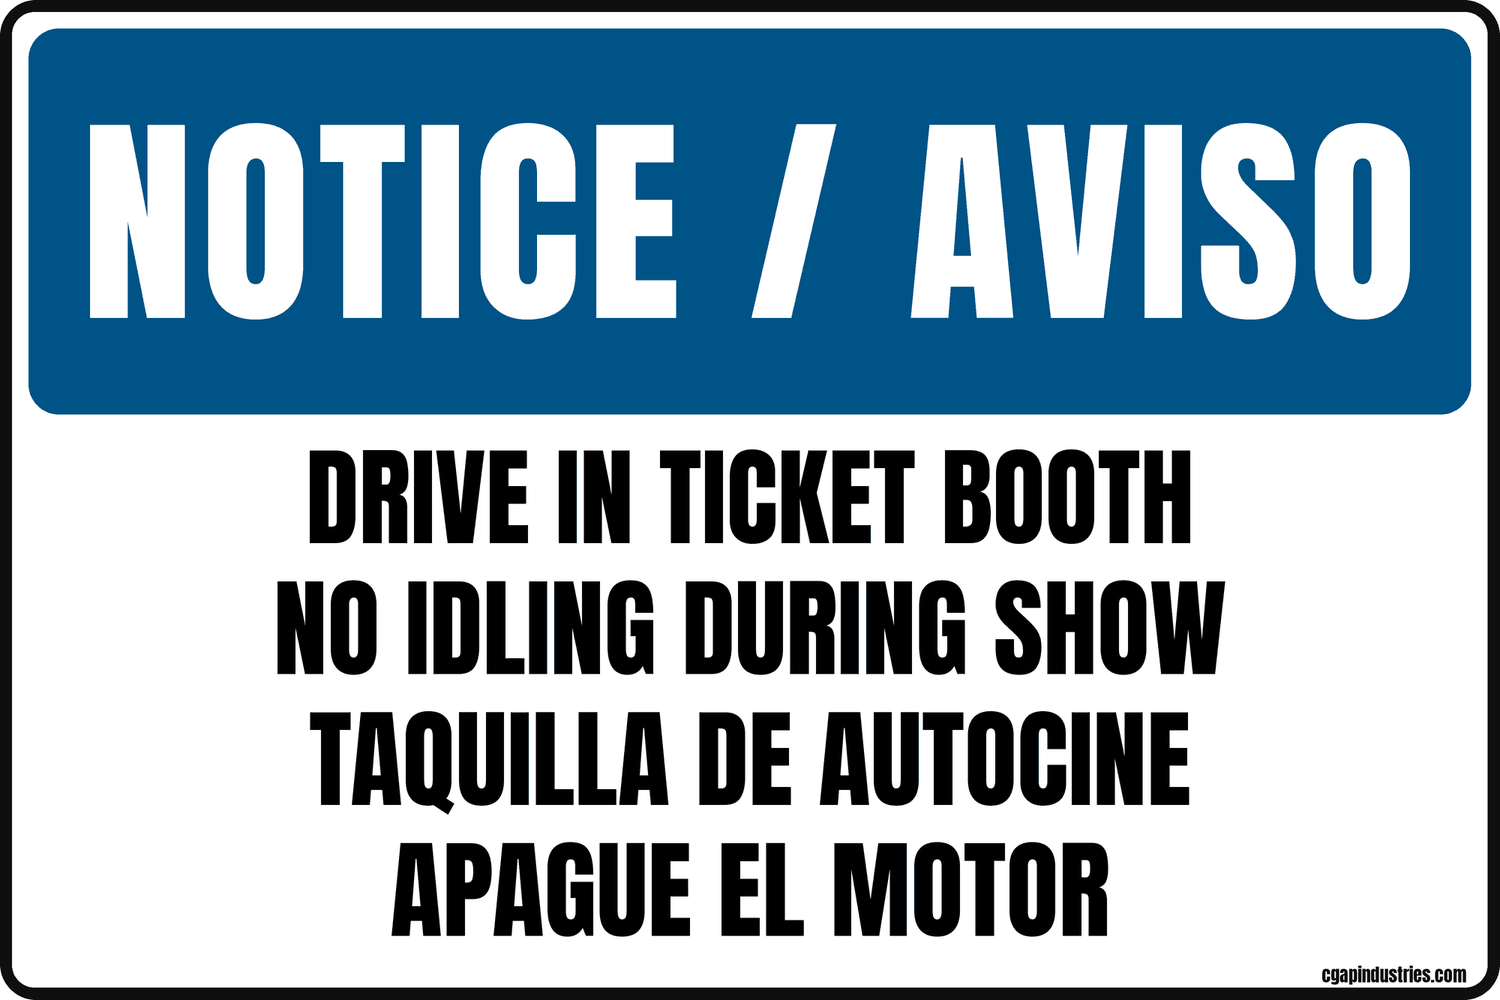 NOTICE / AVISO
DRIVE IN TICKET BOOTH
NO IDLING DURING SHOW
TAQUILLA DE AUTOCINE
APAGUE EL MOTOR
cgapindustries.com